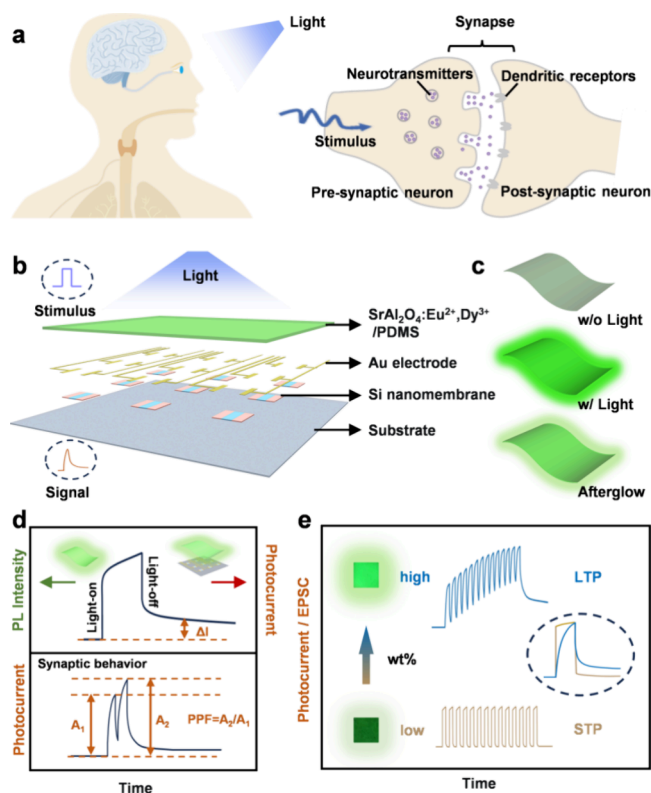 a
Light
Synapse
Neurotransmitters
Dendritic receptors
Stimulus
Pre-synaptic neuron
Post-synaptic neuron
b
Stimulus
Light
SrAl₂O₄:Eu²⁺,Dy³⁺
/PDMS
Au electrode
Si nanomembrane
Substrate
Signal
c
w/o Light
w/ Light
Afterglow
d
PL Intensity
Light-on
Light-off
Photocurrent
ΔI
Synaptic behavior
Photocurrent
A₁
A₂
PPF=A₂/A₁
Time
e
Photocurrent / EPSC
high
LTP
wt%
low
STP
Time